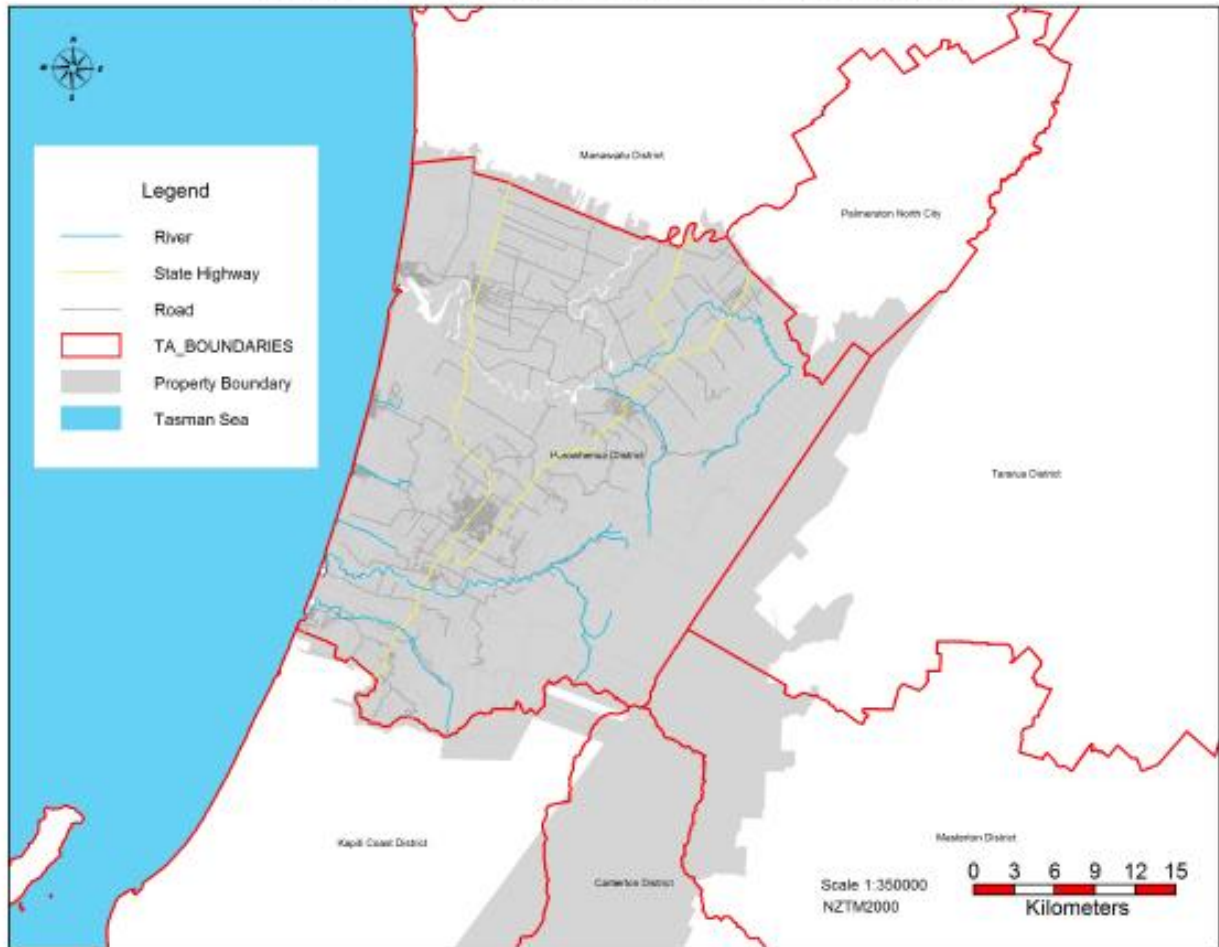 N
W E
S
Legend
River
State Highway
Road
TA_BOUNDARIES
Property Boundary
Tasman Sea
Manawatu District
Palmerston North City
District
Tararua District
Kapiti Coast District
Masterton District
Carterton District
Scale 1:350000
NZTM2000
0 3 6 9 12 15
Kilometers